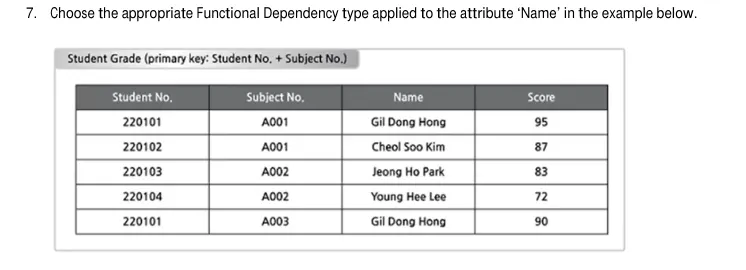 7. Choose the appropriate Functional Dependency type applied to the attribute ‘Name’ in the example below.
Student Grade (primary key: Student No. + Subject No.)
Student No. Subject No. Name Score
220101 A001 Gil Dong Hong 95
220102 A001 Cheol Soo Kim 87
220103 A002 Jeong Ho Park 83
220104 A002 Young Hee Lee 72
220101 A003 Gil Dong Hong 90